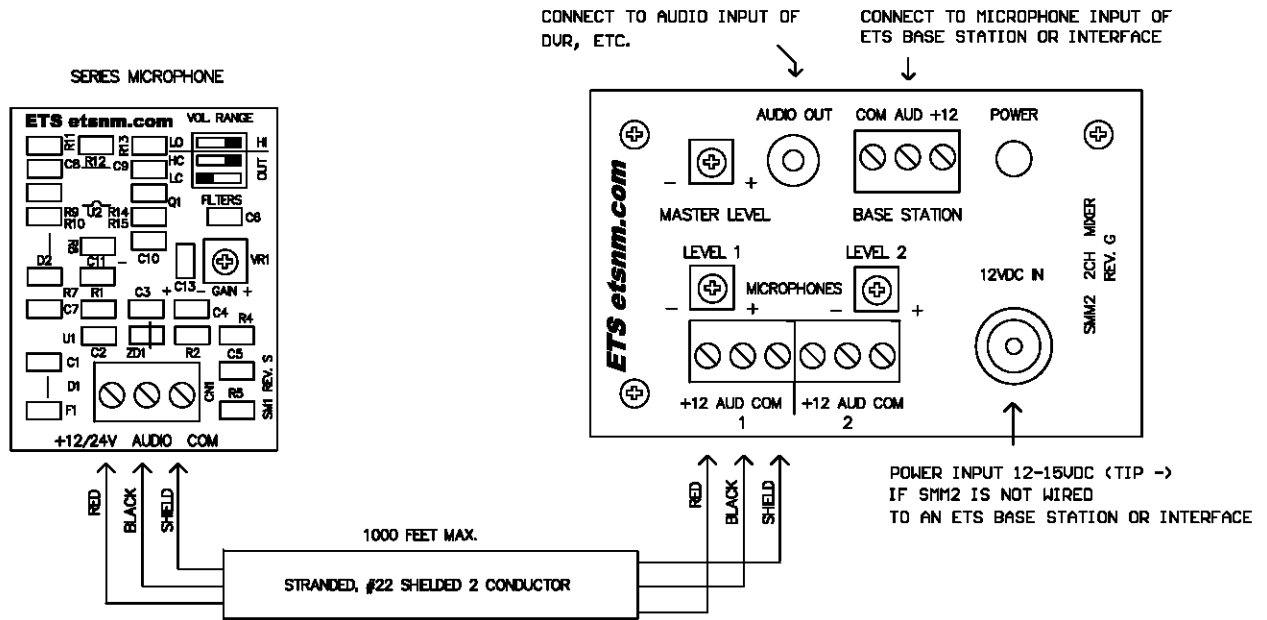 CONNECT TO AUDIO INPUT OF
DVR, ETC.
CONNECT TO MICROPHONE INPUT OF
ETS BASE STATION OR INTERFACE
SERIES MICROPHONE
ETS etsnm.com
VOL. RANGE
R11
R12
R13
LO
HI
C8
C9
HC
OUT
LC
Q1
FILTERS
R9
R10
U2
R14
R15
C6
R8
D2
C11
-
C10
C13
VR1
R7
R1
C3
+
- GAIN +
C7
C4
R4
U1
C2
ZD1
R2
C5
C1
D1
F1
CN1
R5
SM1 REV. S
+12/24V AUDIO COM
RED
BLACK
SHIELD
1000 FEET MAX.
STRANDED, #22 SHIELDED 2 CONDUCTOR
ETS etsnm.com
AUDIO OUT
COM AUD +12
POWER
- +
MASTER LEVEL
BASE STATION
LEVEL 1
LEVEL 2
12VDC IN
MICROPHONES
- +
- +
+12 AUD COM
1
+12 AUD COM
2
SMM2 2CH MIXER
REV. G
RED
BLACK
SHIELD
POWER INPUT 12-15VDC (TIP -)
IF SMM2 IS NOT WIRED
TO AN ETS BASE STATION OR INTERFACE